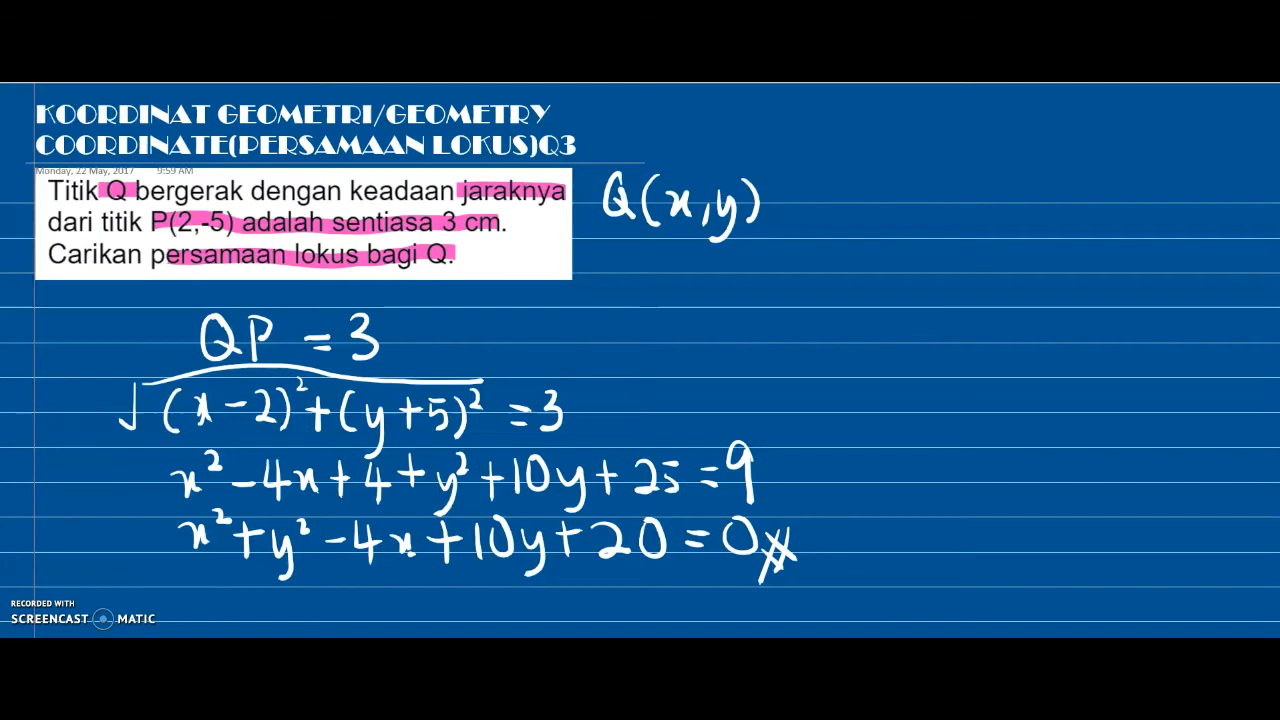 KOORDINAT GEOMETRI/GEOMETRY
COORDINATE(PERSAMAAN LOKUS)Q3
Monday, 22 May, 2017 9:59 AM
Titik Q bergerak dengan keadaan jaraknya
dari titik P(2,-5) adalah sentiasa 3 cm.
Carikan persamaan lokus bagi Q.
Q(x,y)
QP = 3
√(x-2)²+(y+5)² = 3
x² - 4x + 4 + y² + 10y + 25 = 9
x² + y² - 4x + 10y + 20 = 0
RECORDED WITH
SCREENCAST MATIC